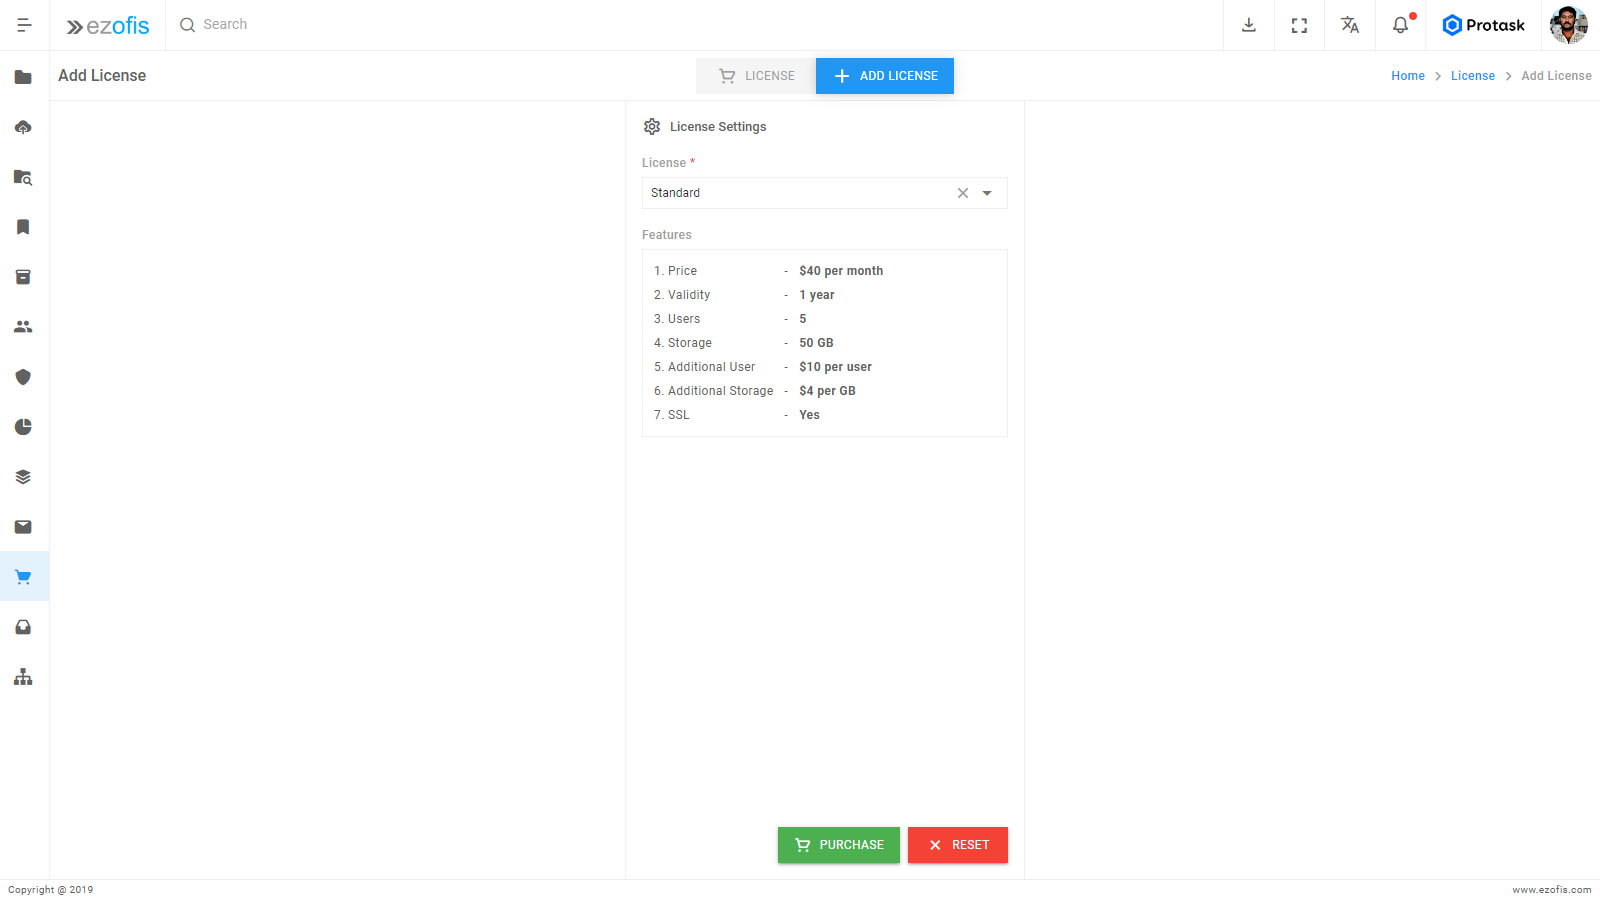 ezofis
Search
Protask
Add License
LICENSE
ADD LICENSE
Home > License > Add License
License Settings
License *
Standard
Features
1. Price - $40 per month
2. Validity - 1 year
3. Users - 5
4. Storage - 50 GB
5. Additional User - $10 per user
6. Additional Storage - $4 per GB
7. SSL - Yes
PURCHASE
RESET
Copyright @ 2019
www.ezofis.com